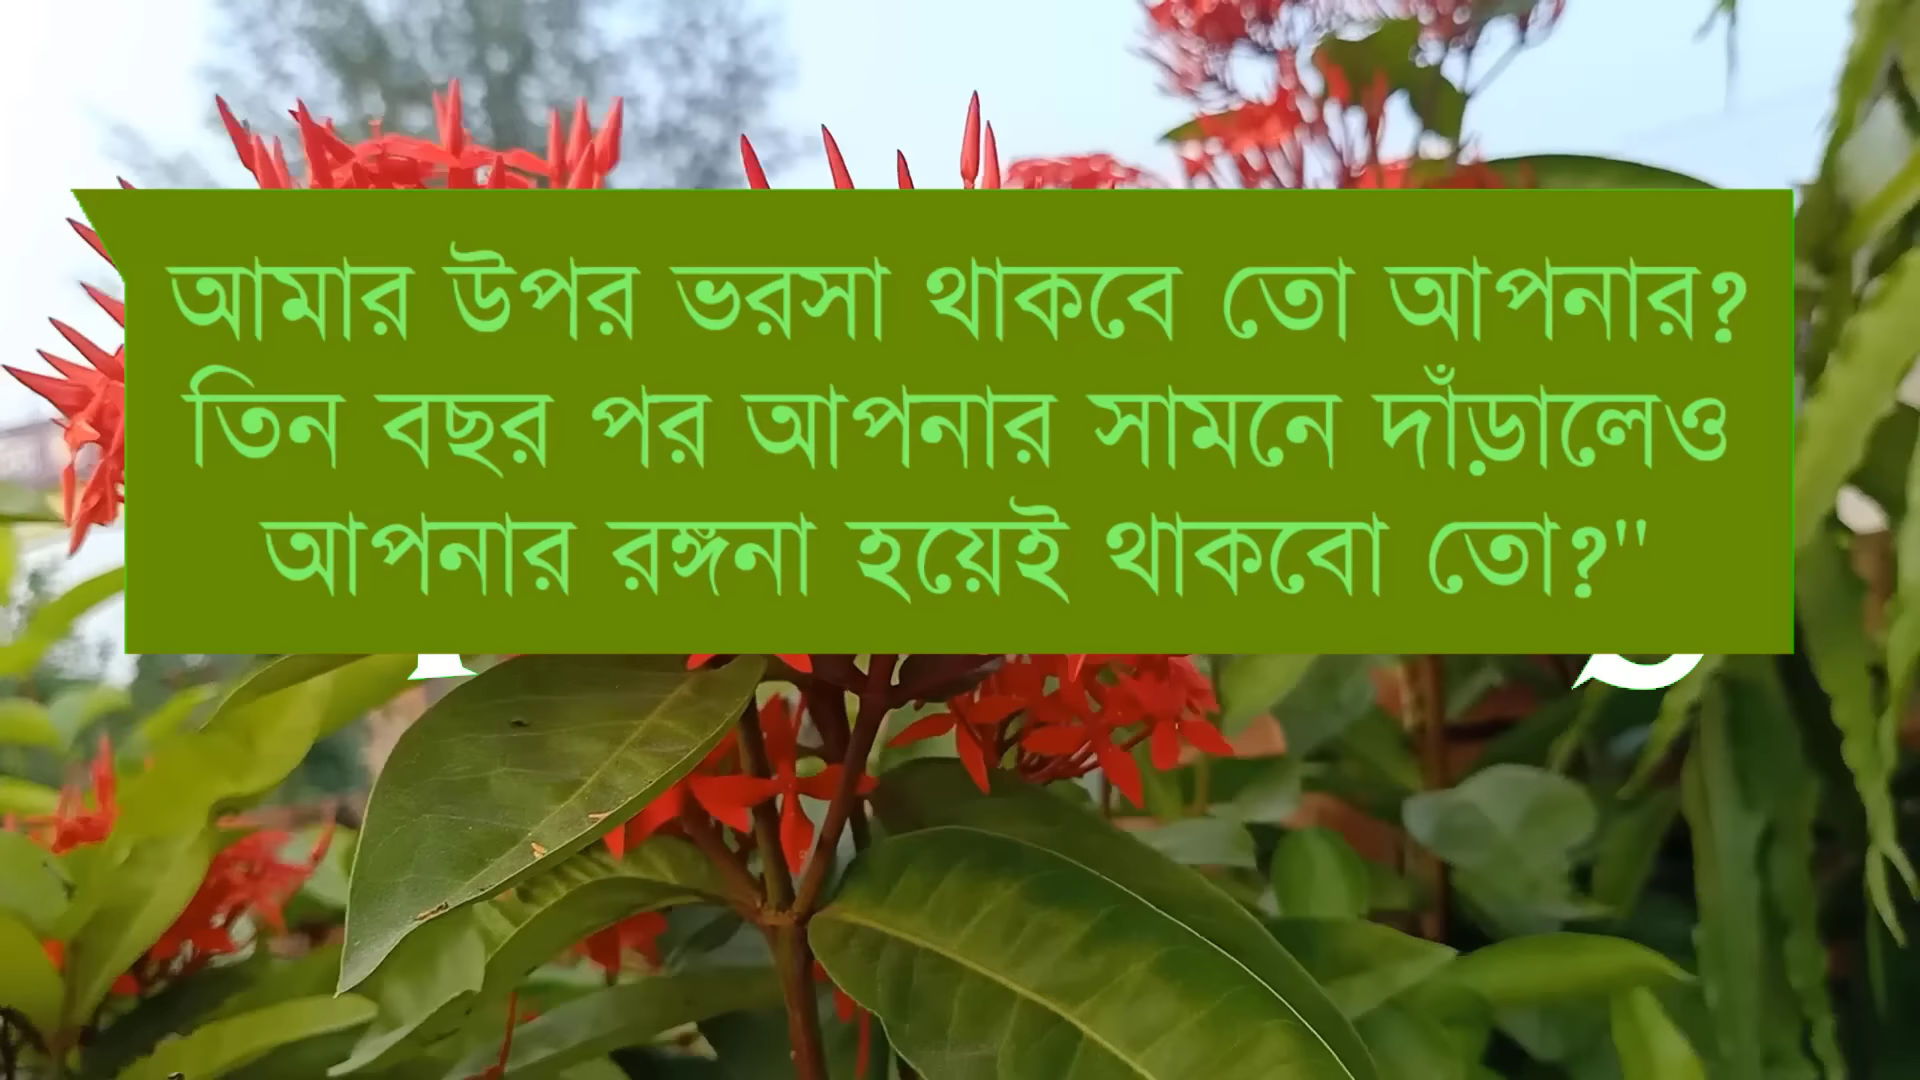 আমার উপর ভরসা থাকবে তো আপনার?
তিন বছর পর আপনার সামনে দাঁড়ালেও
আপনার রঙ্গনা হয়েই থাকবো তো?"